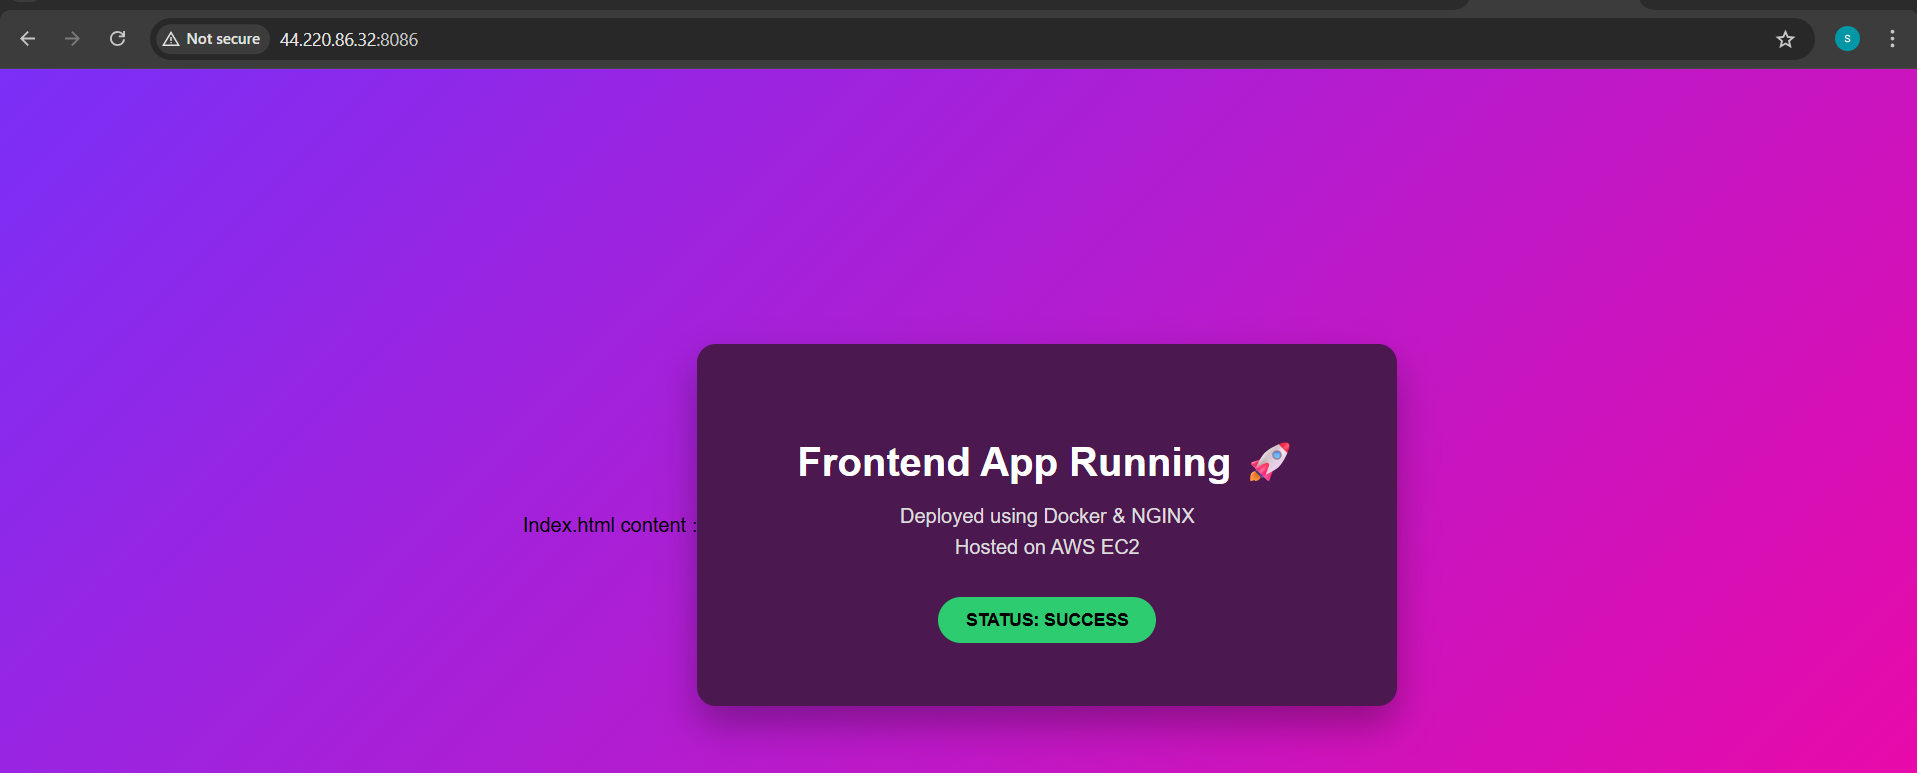 Not secure
44.220.86.32:8086
S
Frontend App Running 🚀
Deployed using Docker & NGINX
Index.html content :
Hosted on AWS EC2
STATUS: SUCCESS